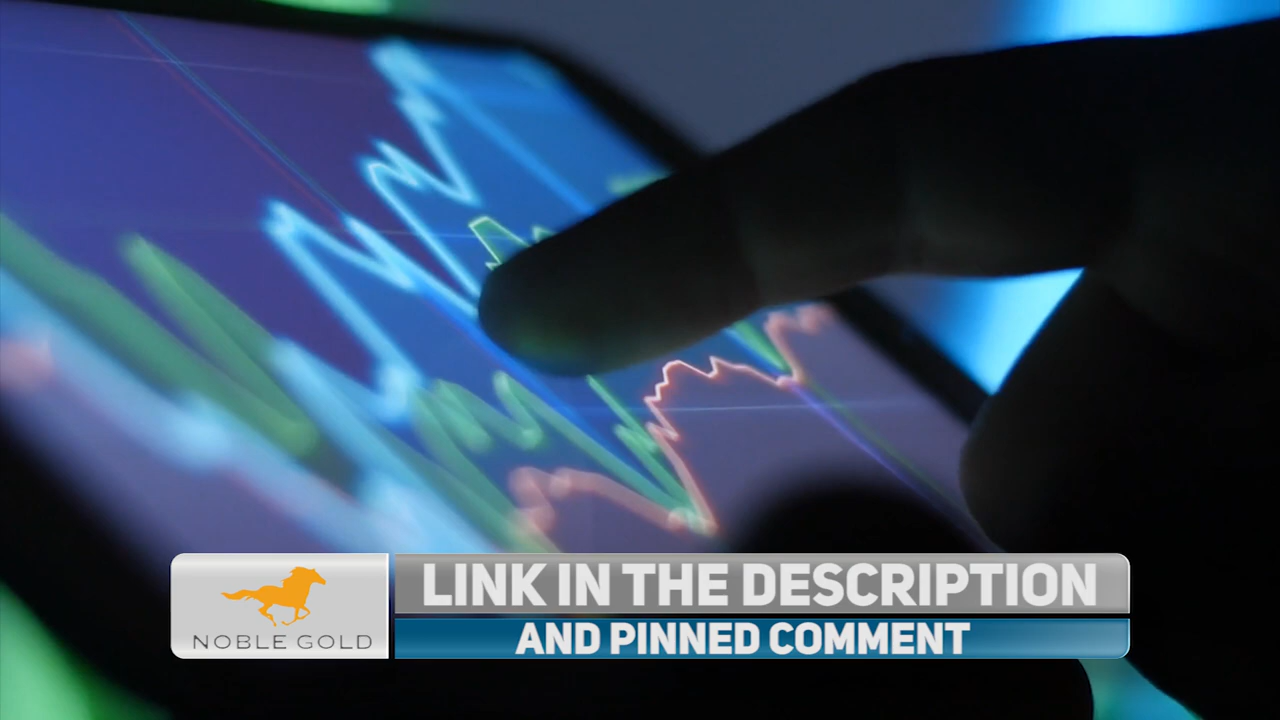 LINK IN THE DESCRIPTION
NOBLE GOLD
AND PINNED COMMENT